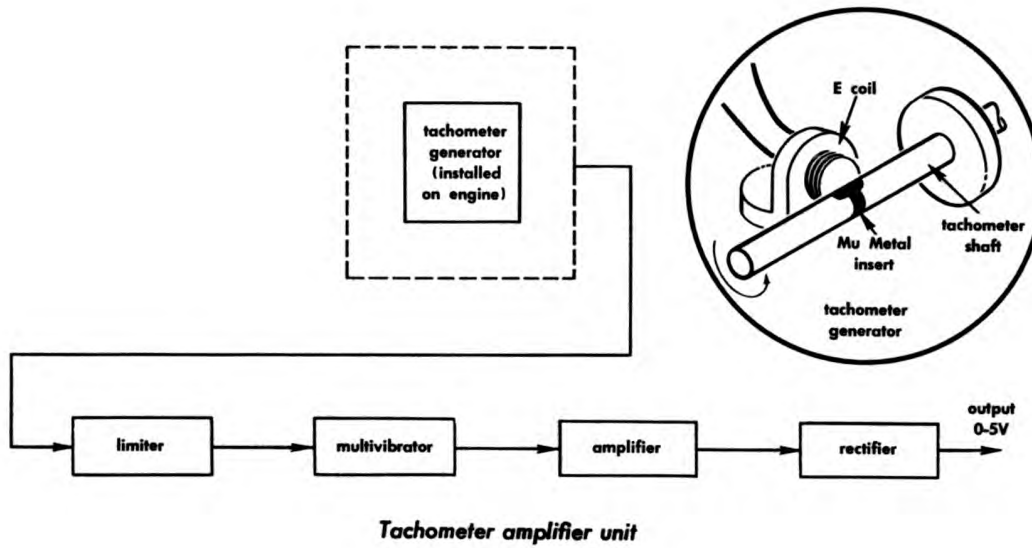 tachometer
generator
(installed
on engine)
E coil
tachometer
shaft
Mu Metal
insert
tachometer
generator
limiter
multivibrator
amplifier
rectifier
output
0-5V
Tachometer amplifier unit